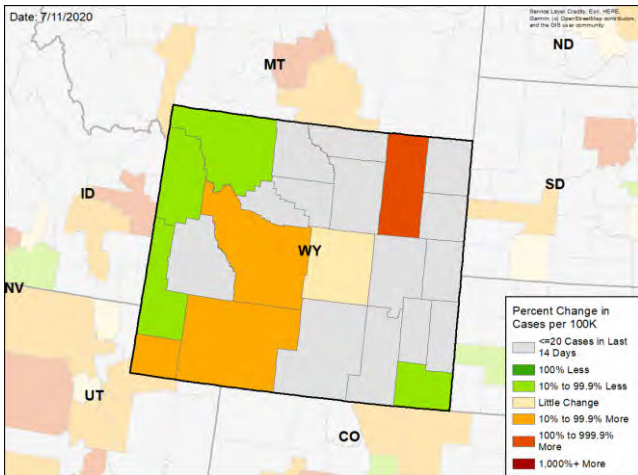 Date: 7/11/2020
Service Layer Credits: Esri, HERE,
Garmin, (c) OpenStreetMap contributors,
and the GIS user community
ND
MT
ID
SD
WY
NV
UT
CO
Percent Change in
Cases per 100K
<=20 Cases in Last
14 Days
100% Less
10% to 99.9% Less
Little Change
10% to 99.9% More
100% to 999.9%
More
1,000%+ More